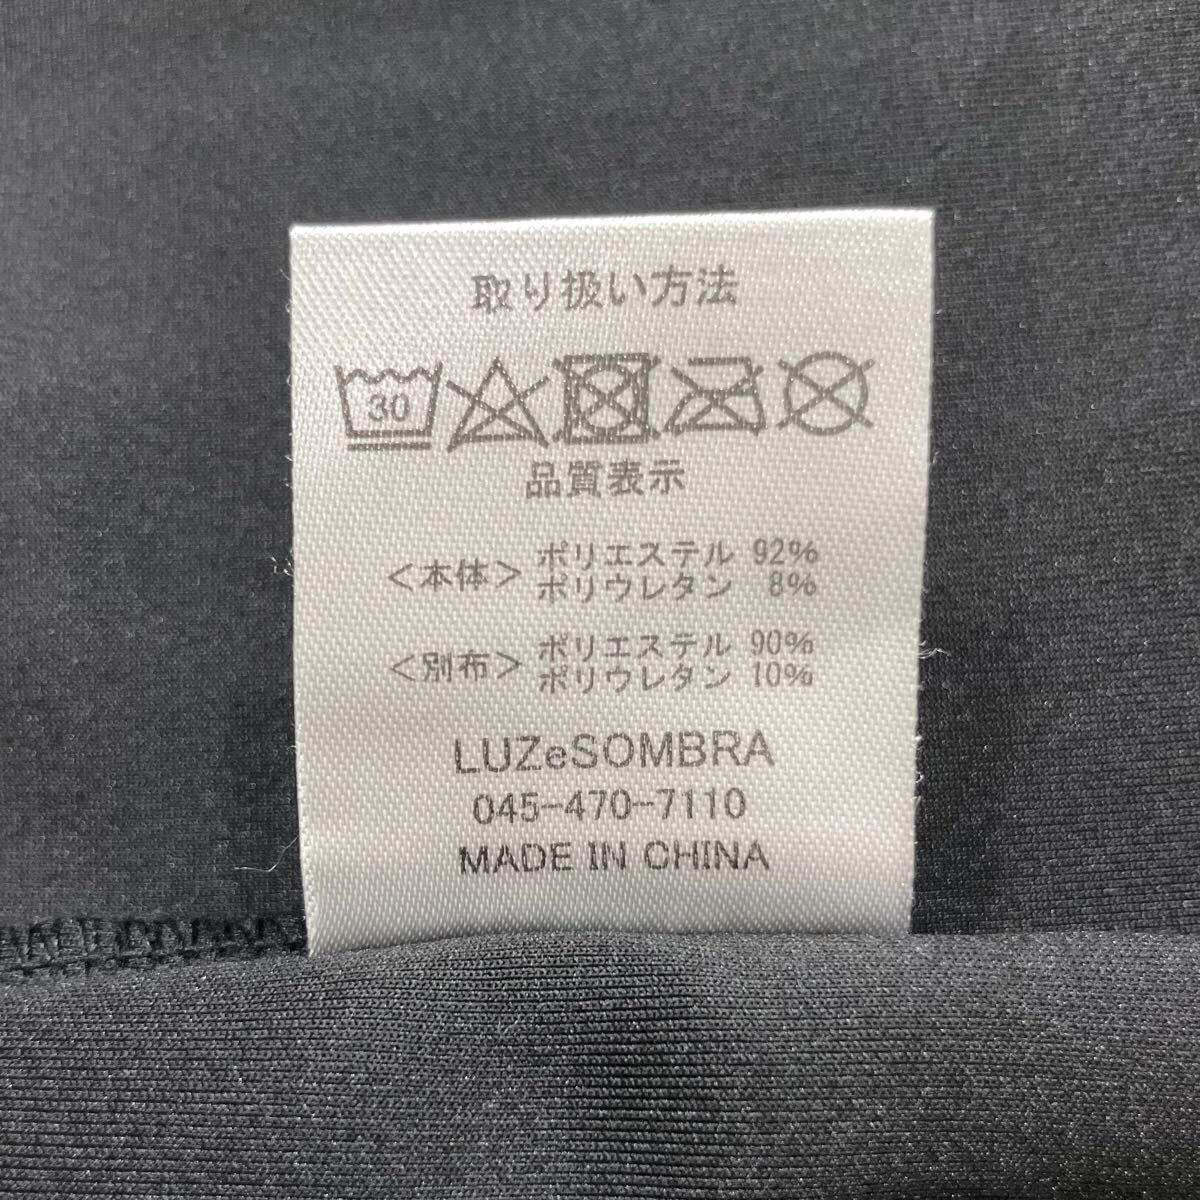 取り扱い方法
30
品質表示
＜本体＞ ポリエステル 92%
ポリウレタン 8%
＜別布＞ ポリエステル 90%
ポリウレタン 10%
LUZeSOMBRA
045-470-7110
MADE IN CHINA